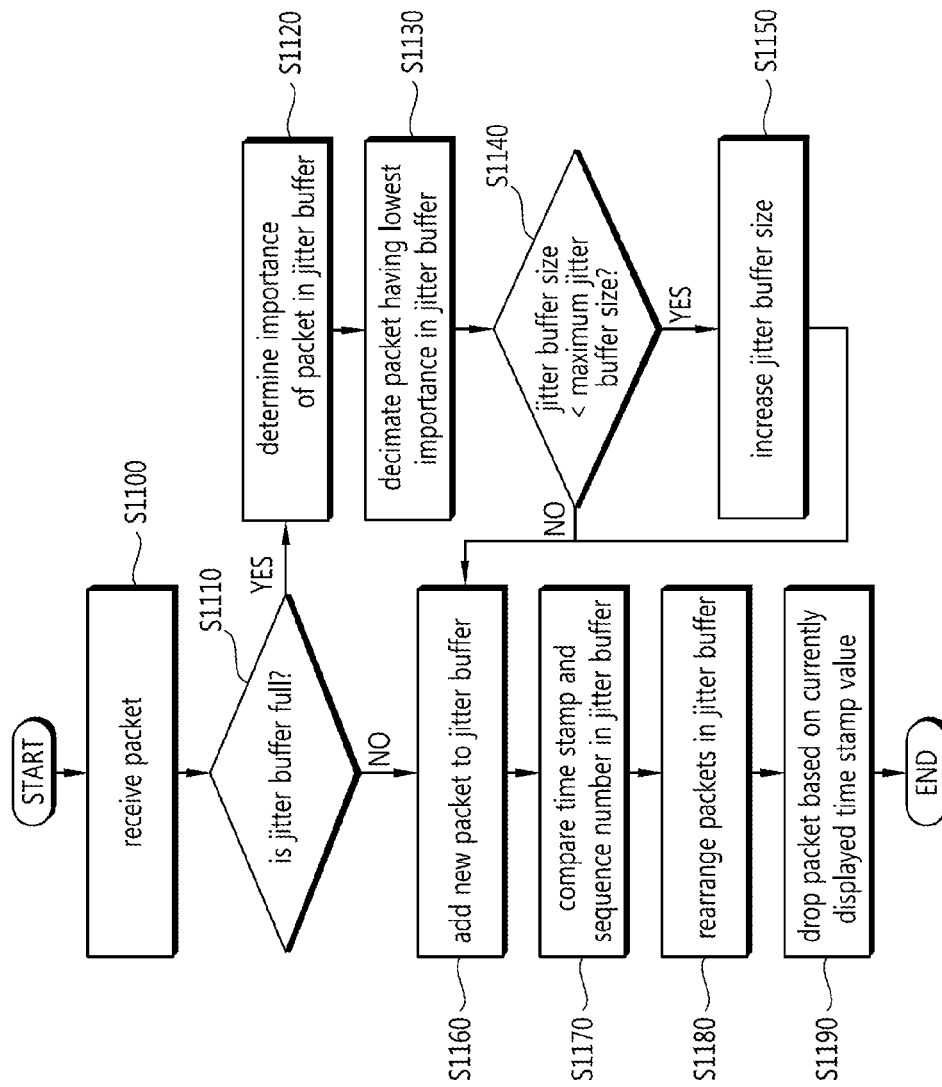 START
receive packet
S1100
is jitter buffer full?
S1110
YES
NO
determine importance
of packet in jitter buffer
S1120
decimate packet having lowest
importance in jitter buffer
S1130
jitter buffer size
< maximum jitter
buffer size?
S1140
NO
YES
increase jitter buffer size
S1150
add new packet to jitter buffer
S1160
compare time stamp and
sequence number in jitter buffer
S1170
rearrange packets in jitter buffer
S1180
drop packet based on currently
displayed time stamp value
S1190
END